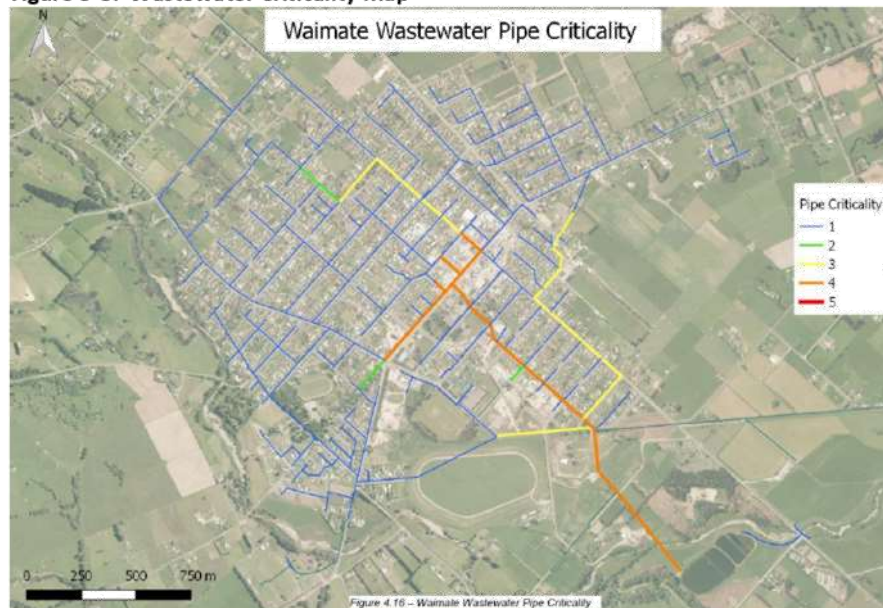 Waimate Wastewater Pipe Criticality
N
Pipe Criticality
1
2
3
4
5
0 250 500 750 m
Figure 4.16 – Waimate Wastewater Pipe Criticality